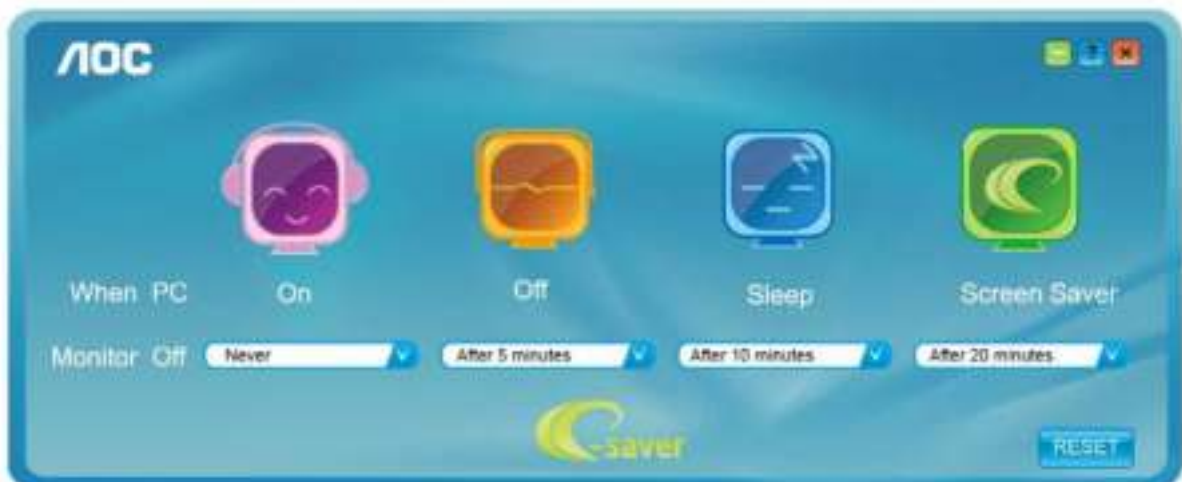 AOC
?
When PC On Off Sleep Screen Saver
Monitor Off Never After 5 minutes After 10 minutes After 20 minutes
e-saver
RESET